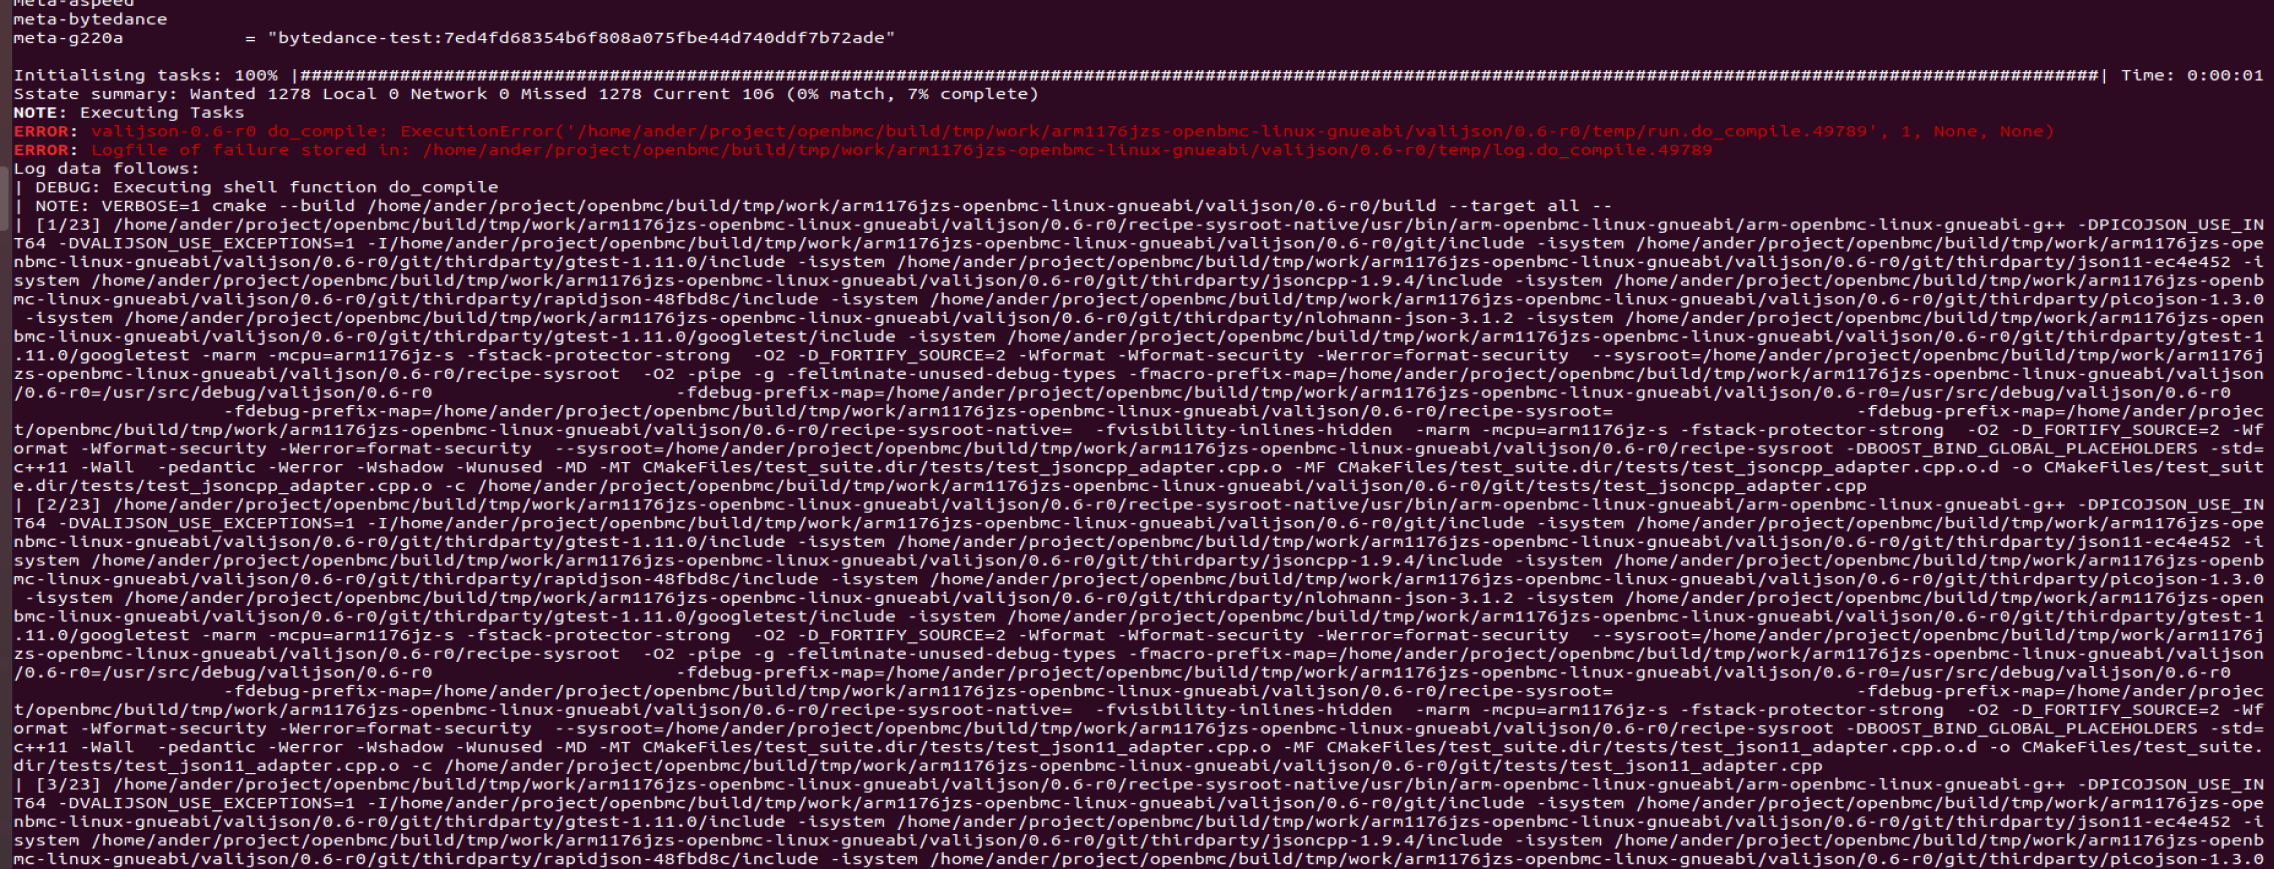 meta-aspeed
meta-bytedance
meta-g220a           = "bytedance-test:7ed4fd68354b6f808a075fbe44d740ddf7b72ade"
Initialising tasks: 100% |####################################################################################################################################################################| Time: 0:00:01
Sstate summary: Wanted 1278 Local 0 Network 0 Missed 1278 Current 106 (0% match, 7% complete)
NOTE: Executing Tasks
ERROR: valijson-0.6-r0 do_compile: ExecutionError('/home/ander/project/openbmc/build/tmp/work/arm1176jzs-openbmc-linux-gnueabi/valijson/0.6-r0/temp/run.do_compile.49789', 1, None, None)
ERROR: Logfile of failure stored in: /home/ander/project/openbmc/build/tmp/work/arm1176jzs-openbmc-linux-gnueabi/valijson/0.6-r0/temp/log.do_compile.49789
Log data follows:
| DEBUG: Executing shell function do_compile
| NOTE: VERBOSE=1 cmake --build /home/ander/project/openbmc/build/tmp/work/arm1176jzs-openbmc-linux-gnueabi/valijson/0.6-r0/build --target all --
| [1/23] /home/ander/project/openbmc/build/tmp/work/arm1176jzs-openbmc-linux-gnueabi/valijson/0.6-r0/recipe-sysroot-native/usr/bin/arm-openbmc-linux-gnueabi/arm-openbmc-linux-gnueabi-g++ -DPICOJSON_USE_IN
T64 -DVALIJSON_USE_EXCEPTIONS=1 -I/home/ander/project/openbmc/build/tmp/work/arm1176jzs-openbmc-linux-gnueabi/valijson/0.6-r0/git/include -isystem /home/ander/project/openbmc/build/tmp/work/arm1176jzs-ope
nbmc-linux-gnueabi/valijson/0.6-r0/git/thirdparty/gtest-1.11.0/include -isystem /home/ander/project/openbmc/build/tmp/work/arm1176jzs-openbmc-linux-gnueabi/valijson/0.6-r0/git/thirdparty/json11-ec4e452 -i
system /home/ander/project/openbmc/build/tmp/work/arm1176jzs-openbmc-linux-gnueabi/valijson/0.6-r0/git/thirdparty/jsoncpp-1.9.4/include -isystem /home/ander/project/openbmc/build/tmp/work/arm1176jzs-openb
mc-linux-gnueabi/valijson/0.6-r0/git/thirdparty/rapidjson-48fbd8c/include -isystem /home/ander/project/openbmc/build/tmp/work/arm1176jzs-openbmc-linux-gnueabi/valijson/0.6-r0/git/thirdparty/picojson-1.3.0
 -isystem /home/ander/project/openbmc/build/tmp/work/arm1176jzs-openbmc-linux-gnueabi/valijson/0.6-r0/git/thirdparty/nlohmann-json-3.1.2 -isystem /home/ander/project/openbmc/build/tmp/work/arm1176jzs-open
bmc-linux-gnueabi/valijson/0.6-r0/git/thirdparty/gtest-1.11.0/googletest/include -isystem /home/ander/project/openbmc/build/tmp/work/arm1176jzs-openbmc-linux-gnueabi/valijson/0.6-r0/git/thirdparty/gtest-1
.11.0/googletest -marm -mcpu=arm1176jz-s -fstack-protector-strong  -O2 -D_FORTIFY_SOURCE=2 -Wformat -Wformat-security -Werror=format-security  --sysroot=/home/ander/project/openbmc/build/tmp/work/arm1176j
zs-openbmc-linux-gnueabi/valijson/0.6-r0/recipe-sysroot  -O2 -pipe -g -feliminate-unused-debug-types -fmacro-prefix-map=/home/ander/project/openbmc/build/tmp/work/arm1176jzs-openbmc-linux-gnueabi/valijson
/0.6-r0=/usr/src/debug/valijson/0.6-r0                      -fdebug-prefix-map=/home/ander/project/openbmc/build/tmp/work/arm1176jzs-openbmc-linux-gnueabi/valijson/0.6-r0=/usr/src/debug/valijson/0.6-r0
                   -fdebug-prefix-map=/home/ander/project/openbmc/build/tmp/work/arm1176jzs-openbmc-linux-gnueabi/valijson/0.6-r0/recipe-sysroot=                      -fdebug-prefix-map=/home/ander/projec
t/openbmc/build/tmp/work/arm1176jzs-openbmc-linux-gnueabi/valijson/0.6-r0/recipe-sysroot-native=  -fvisibility-inlines-hidden  -marm -mcpu=arm1176jz-s -fstack-protector-strong  -O2 -D_FORTIFY_SOURCE=2 -Wf
ormat -Wformat-security -Werror=format-security  --sysroot=/home/ander/project/openbmc/build/tmp/work/arm1176jzs-openbmc-linux-gnueabi/valijson/0.6-r0/recipe-sysroot -DBOOST_BIND_GLOBAL_PLACEHOLDERS -std=
c++11 -Wall  -pedantic -Werror -Wshadow -Wunused -MD -MT CMakeFiles/test_suite.dir/tests/test_jsoncpp_adapter.cpp.o -MF CMakeFiles/test_suite.dir/tests/test_jsoncpp_adapter.cpp.o.d -o CMakeFiles/test_suit
e.dir/tests/test_jsoncpp_adapter.cpp.o -c /home/ander/project/openbmc/build/tmp/work/arm1176jzs-openbmc-linux-gnueabi/valijson/0.6-r0/git/tests/test_jsoncpp_adapter.cpp
| [2/23] /home/ander/project/openbmc/build/tmp/work/arm1176jzs-openbmc-linux-gnueabi/valijson/0.6-r0/recipe-sysroot-native/usr/bin/arm-openbmc-linux-gnueabi/arm-openbmc-linux-gnueabi-g++ -DPICOJSON_USE_IN
T64 -DVALIJSON_USE_EXCEPTIONS=1 -I/home/ander/project/openbmc/build/tmp/work/arm1176jzs-openbmc-linux-gnueabi/valijson/0.6-r0/git/include -isystem /home/ander/project/openbmc/build/tmp/work/arm1176jzs-ope
nbmc-linux-gnueabi/valijson/0.6-r0/git/thirdparty/gtest-1.11.0/include -isystem /home/ander/project/openbmc/build/tmp/work/arm1176jzs-openbmc-linux-gnueabi/valijson/0.6-r0/git/thirdparty/json11-ec4e452 -i
system /home/ander/project/openbmc/build/tmp/work/arm1176jzs-openbmc-linux-gnueabi/valijson/0.6-r0/git/thirdparty/jsoncpp-1.9.4/include -isystem /home/ander/project/openbmc/build/tmp/work/arm1176jzs-openb
mc-linux-gnueabi/valijson/0.6-r0/git/thirdparty/rapidjson-48fbd8c/include -isystem /home/ander/project/openbmc/build/tmp/work/arm1176jzs-openbmc-linux-gnueabi/valijson/0.6-r0/git/thirdparty/picojson-1.3.0
 -isystem /home/ander/project/openbmc/build/tmp/work/arm1176jzs-openbmc-linux-gnueabi/valijson/0.6-r0/git/thirdparty/nlohmann-json-3.1.2 -isystem /home/ander/project/openbmc/build/tmp/work/arm1176jzs-open
bmc-linux-gnueabi/valijson/0.6-r0/git/thirdparty/gtest-1.11.0/googletest/include -isystem /home/ander/project/openbmc/build/tmp/work/arm1176jzs-openbmc-linux-gnueabi/valijson/0.6-r0/git/thirdparty/gtest-1
.11.0/googletest -marm -mcpu=arm1176jz-s -fstack-protector-strong  -O2 -D_FORTIFY_SOURCE=2 -Wformat -Wformat-security -Werror=format-security  --sysroot=/home/ander/project/openbmc/build/tmp/work/arm1176j
zs-openbmc-linux-gnueabi/valijson/0.6-r0/recipe-sysroot  -O2 -pipe -g -feliminate-unused-debug-types -fmacro-prefix-map=/home/ander/project/openbmc/build/tmp/work/arm1176jzs-openbmc-linux-gnueabi/valijson
/0.6-r0=/usr/src/debug/valijson/0.6-r0                      -fdebug-prefix-map=/home/ander/project/openbmc/build/tmp/work/arm1176jzs-openbmc-linux-gnueabi/valijson/0.6-r0=/usr/src/debug/valijson/0.6-r0
                   -fdebug-prefix-map=/home/ander/project/openbmc/build/tmp/work/arm1176jzs-openbmc-linux-gnueabi/valijson/0.6-r0/recipe-sysroot=                      -fdebug-prefix-map=/home/ander/projec
t/openbmc/build/tmp/work/arm1176jzs-openbmc-linux-gnueabi/valijson/0.6-r0/recipe-sysroot-native=  -fvisibility-inlines-hidden  -marm -mcpu=arm1176jz-s -fstack-protector-strong  -O2 -D_FORTIFY_SOURCE=2 -Wf
ormat -Wformat-security -Werror=format-security  --sysroot=/home/ander/project/openbmc/build/tmp/work/arm1176jzs-openbmc-linux-gnueabi/valijson/0.6-r0/recipe-sysroot -DBOOST_BIND_GLOBAL_PLACEHOLDERS -std=
c++11 -Wall  -pedantic -Werror -Wshadow -Wunused -MD -MT CMakeFiles/test_suite.dir/tests/test_json11_adapter.cpp.o -MF CMakeFiles/test_suite.dir/tests/test_json11_adapter.cpp.o.d -o CMakeFiles/test_suite.
dir/tests/test_json11_adapter.cpp.o -c /home/ander/project/openbmc/build/tmp/work/arm1176jzs-openbmc-linux-gnueabi/valijson/0.6-r0/git/tests/test_json11_adapter.cpp
| [3/23] /home/ander/project/openbmc/build/tmp/work/arm1176jzs-openbmc-linux-gnueabi/valijson/0.6-r0/recipe-sysroot-native/usr/bin/arm-openbmc-linux-gnueabi/arm-openbmc-linux-gnueabi-g++ -DPICOJSON_USE_IN
T64 -DVALIJSON_USE_EXCEPTIONS=1 -I/home/ander/project/openbmc/build/tmp/work/arm1176jzs-openbmc-linux-gnueabi/valijson/0.6-r0/git/include -isystem /home/ander/project/openbmc/build/tmp/work/arm1176jzs-ope
nbmc-linux-gnueabi/valijson/0.6-r0/git/thirdparty/gtest-1.11.0/include -isystem /home/ander/project/openbmc/build/tmp/work/arm1176jzs-openbmc-linux-gnueabi/valijson/0.6-r0/git/thirdparty/json11-ec4e452 -i
system /home/ander/project/openbmc/build/tmp/work/arm1176jzs-openbmc-linux-gnueabi/valijson/0.6-r0/git/thirdparty/jsoncpp-1.9.4/include -isystem /home/ander/project/openbmc/build/tmp/work/arm1176jzs-openb
mc-linux-gnueabi/valijson/0.6-r0/git/thirdparty/rapidjson-48fbd8c/include -isystem /home/ander/project/openbmc/build/tmp/work/arm1176jzs-openbmc-linux-gnueabi/valijson/0.6-r0/git/thirdparty/picojson-1.3.0